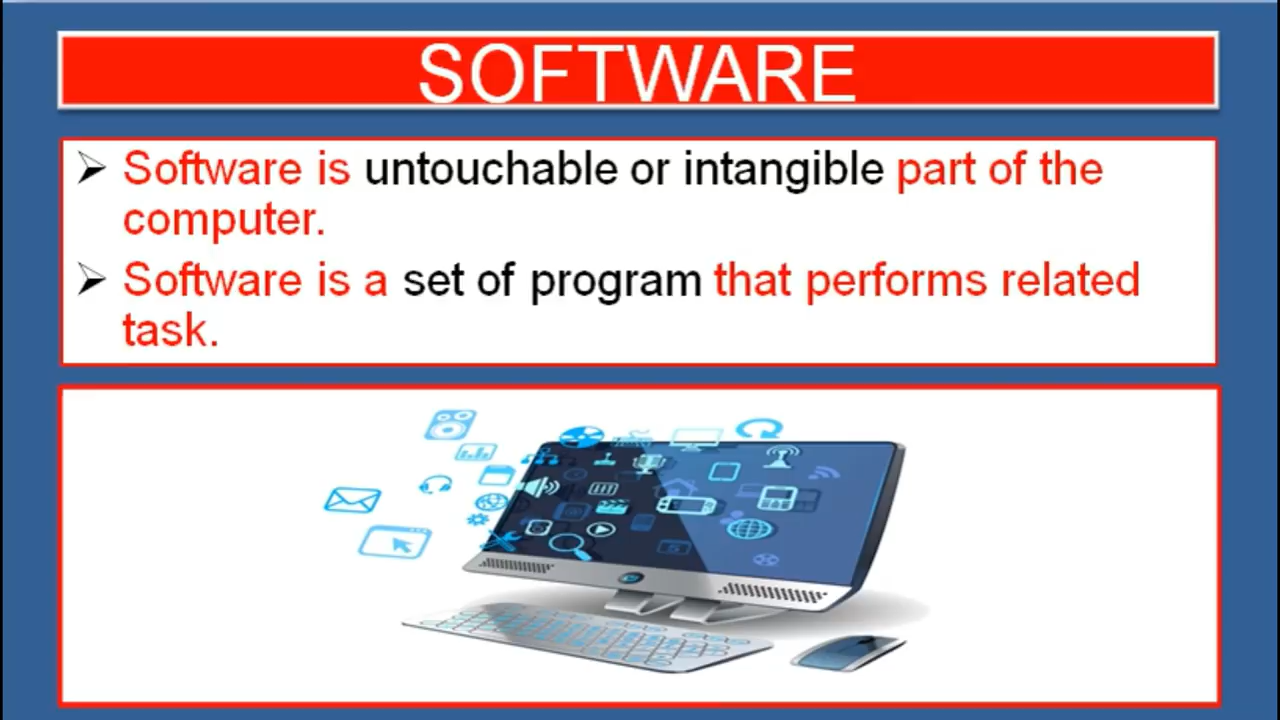 SOFTWARE
Software is untouchable or intangible part of the
computer.
Software is a set of program that performs related
task.